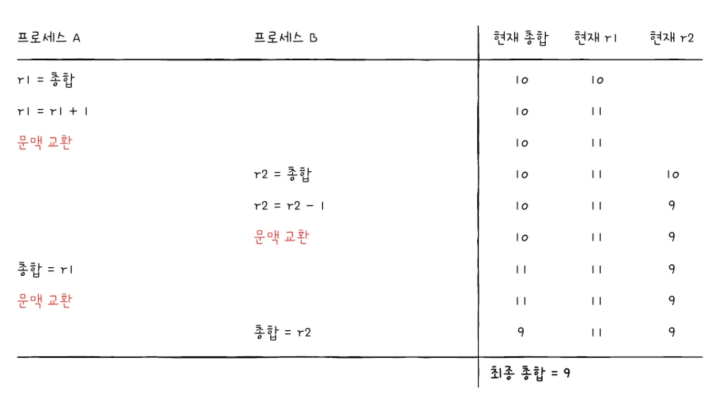 프로세스 A 프로세스 B 현재 총합 현재 r1 현재 r2
r1 = 총합 10 10
r1 = r1 + 1 10 11
문맥 교환 10 11
r2 = 총합 10 11 10
r2 = r2 - 1 10 11 9
문맥 교환 10 11 9
총합 = r1 11 11 9
문맥 교환 11 11 9
총합 = r2 9 11 9
최종 총합 = 9